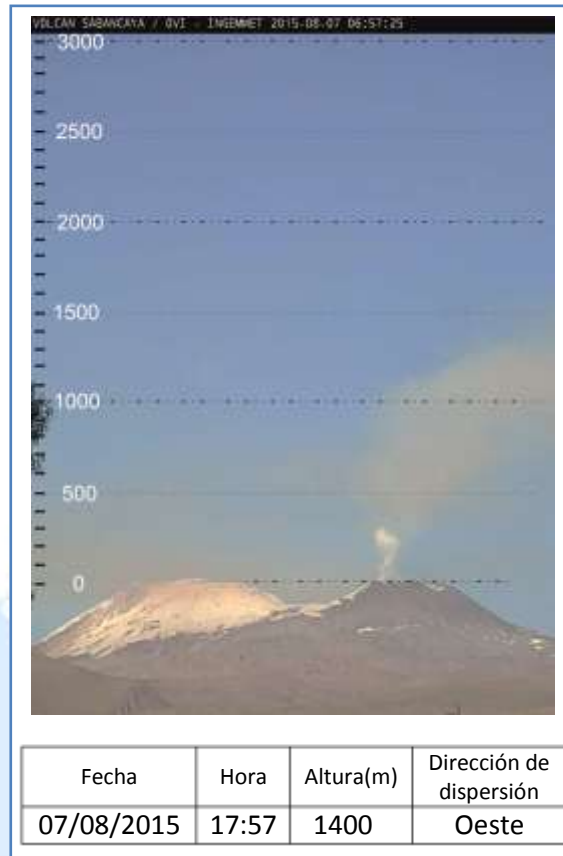 VOLCAN SABANCAYA / OVI - INGEMMET 2015-08-07 06:57:25
3000
2500
2000
1500
1000
500
0
Fecha Hora Altura(m) Dirección de dispersión
07/08/2015 17:57 1400 Oeste